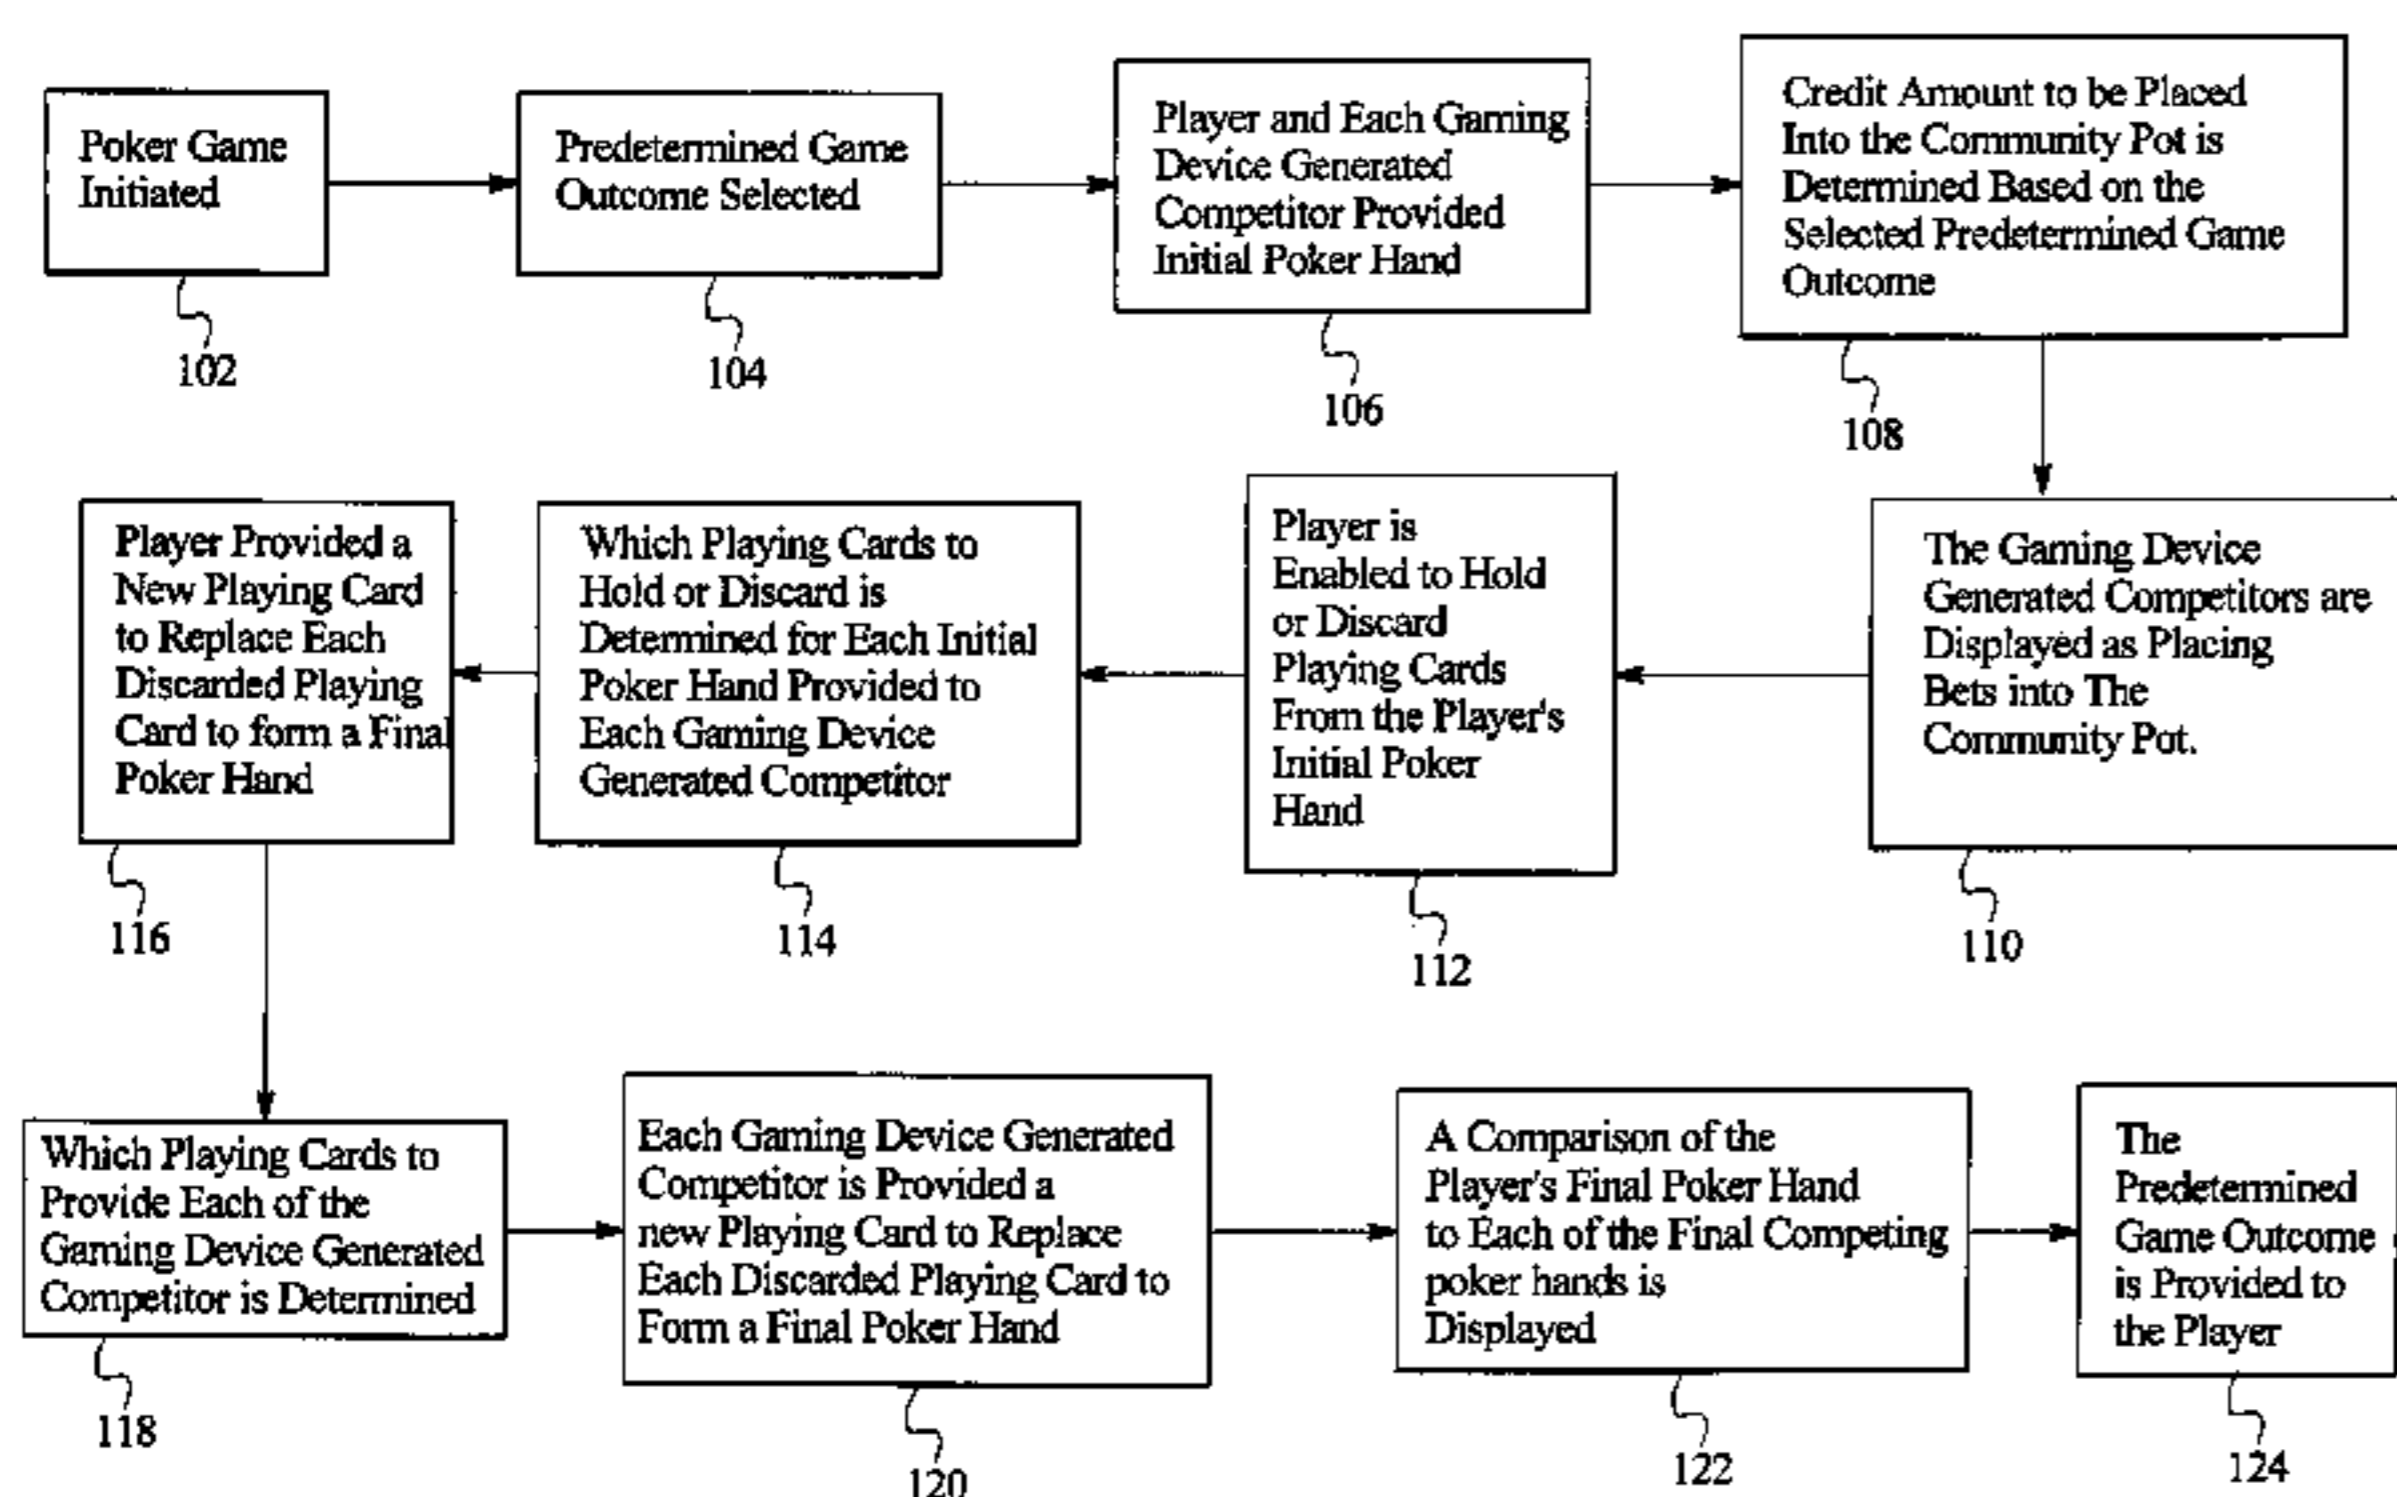 Poker Game
Initiated
102
Predetermined Game
Outcome Selected
104
Player and Each Gaming
Device Generated
Competitor Provided
Initial Poker Hand
106
Credit Amount to be Placed
Into the Community Pot is
Determined Based on the
Selected Predetermined Game
Outcome
108
The Gaming Device
Generated Competitors are
Displayed as Placing
Bets into The
Community Pot.
110
Player is
Enabled to Hold
or Discard
Playing Cards
From the Player's
Initial Poker
Hand
112
Which Playing Cards to
Hold or Discard is
Determined for Each Initial
Poker Hand Provided to
Each Gaming Device
Generated Competitor
114
Player Provided a
New Playing Card
to Replace Each
Discarded Playing
Card to form a Final
Poker Hand
116
Which Playing Cards to
Provide Each of the
Gaming Device Generated
Competitor is Determined
118
Each Gaming Device Generated
Competitor is Provided a
new Playing Card to Replace
Each Discarded Playing Card to
Form a Final Poker Hand
120
A Comparison of the
Player's Final Poker Hand
to Each of the Final Competing
poker hands is
Displayed
122
The
Predetermined
Game Outcome
is Provided to
the Player
124